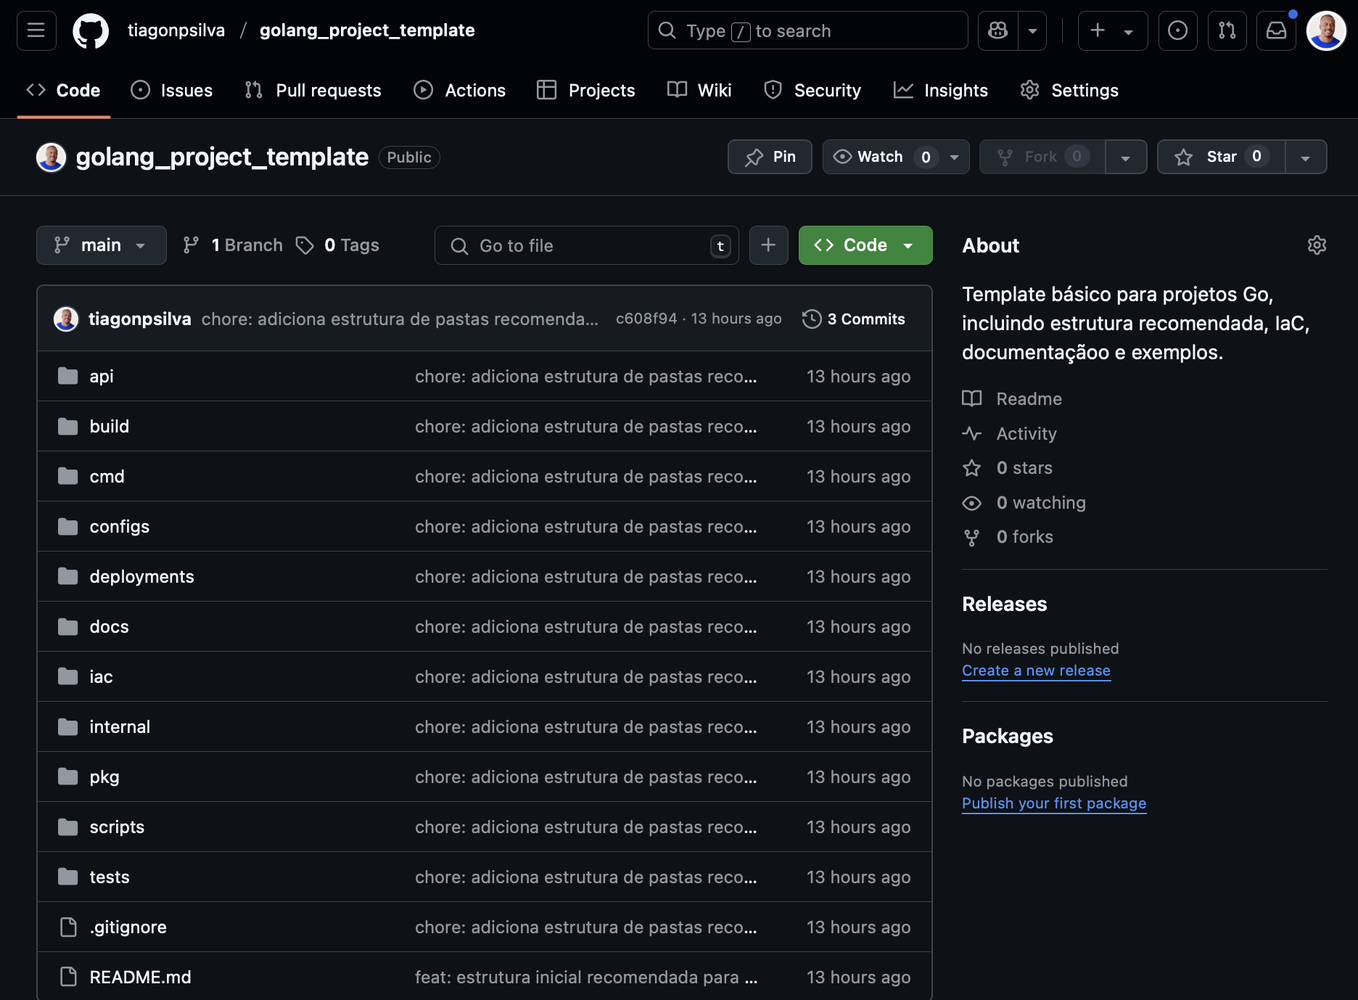 tiagonpsilva / golang_project_template
Type / to search
Code Issues Pull requests Actions Projects Wiki Security Insights Settings
golang_project_template Public
Pin Watch 0 Fork 0 Star 0
main 1 Branch 0 Tags
Go to file t
Code
tiagonpsilva chore: adiciona estrutura de pastas recomenda... c608f94 · 13 hours ago 3 Commits
api chore: adiciona estrutura de pastas reco... 13 hours ago
build chore: adiciona estrutura de pastas reco... 13 hours ago
cmd chore: adiciona estrutura de pastas reco... 13 hours ago
configs chore: adiciona estrutura de pastas reco... 13 hours ago
deployments chore: adiciona estrutura de pastas reco... 13 hours ago
docs chore: adiciona estrutura de pastas reco... 13 hours ago
iac chore: adiciona estrutura de pastas reco... 13 hours ago
internal chore: adiciona estrutura de pastas reco... 13 hours ago
pkg chore: adiciona estrutura de pastas reco... 13 hours ago
scripts chore: adiciona estrutura de pastas reco... 13 hours ago
tests chore: adiciona estrutura de pastas reco... 13 hours ago
.gitignore chore: adiciona estrutura de pastas reco... 13 hours ago
README.md feat: estrutura inicial recomendada para ... 13 hours ago
About
Template básico para projetos Go,
incluindo estrutura recomendada, IaC,
documentaçãoo e exemplos.
Readme
Activity
0 stars
0 watching
0 forks
Releases
No releases published
Create a new release
Packages
No packages published
Publish your first package